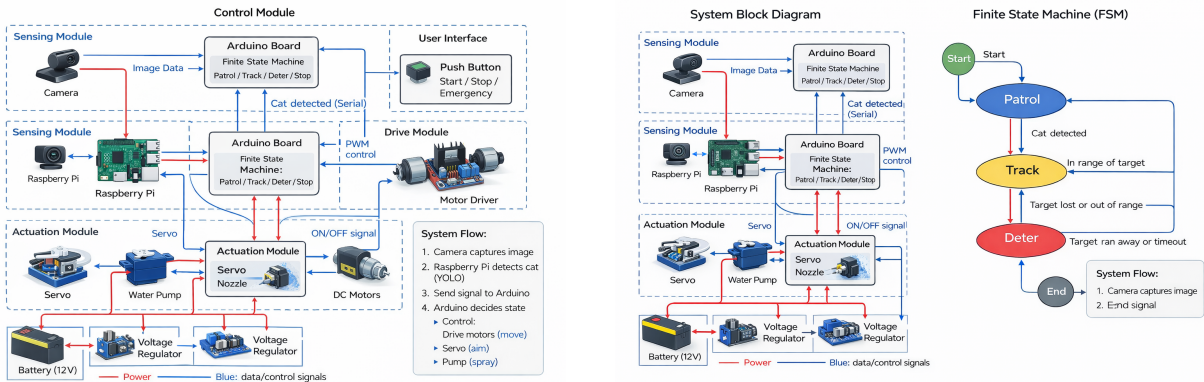 Control Module
Sensing Module
Camera
Image Data
Arduino Board
Finite State Machine
Patrol / Track / Deter / Stop
User Interface
Push Button
Start / Stop /
Emergency
Cat detected (Serial)
Sensing Module
Raspberry Pi
Raspberry Pi
Arduino Board
Finite State
Machine:
Patrol/Track/Deter/Stop
Drive Module
PWM
control
Motor Driver
Actuation Module
Servo
ON/OFF signal
Servo
Water Pump
Actuation Module
Servo
Nozzle
DC Motors
System Flow:
1. Camera captures image
2. Raspberry Pi detects cat
(YOLO)
3. Send signal to Arduino
4. Arduino decides state
Control:
Drive motors (move)
Servo (aim)
Pump (spray)
Battery (12V)
Voltage
Regulator
Voltage
Regulator
Power
Blue: data/control signals
System Block Diagram
Sensing Module
Camera
Image Data
Arduino Board
Finite State Machine
Patrol / Track / Deter / Stop
Cat detected
(Serial)
Sensing Module
Raspberry Pi
Raspberry Pi
Arduino Board
Finite State
Machine:
Patrol/Track/Deter/Stop
PWM
control
Servo
ON/OFF signal
Actuation Module
Servo
Water Pump
Actuation Module
Servo
Nozzle
Battery (12V)
Voltage
Regulator
Voltage
Regulator
Power
Blue: data/control signals
Finite State Machine (FSM)
Start
Start
Patrol
Cat detected
Track
In range of target
Target lost or out of range
Deter
Target ran away or timeout
End
System Flow:
1. Camera captures image
2. End signal